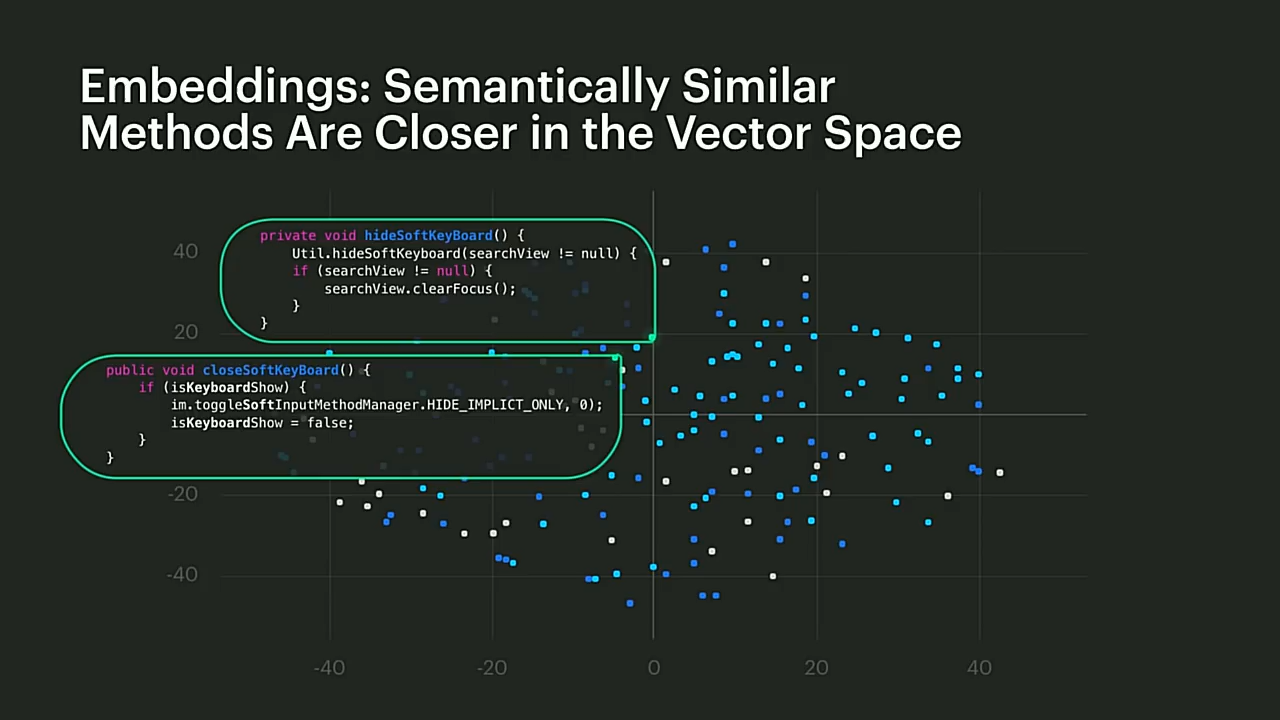 Embeddings: Semantically Similar
Methods Are Closer in the Vector Space
private void hideSoftKeyBoard() {
Util.hideSoftKeyboard(searchView != null) {
if (searchView != null) {
searchView.clearFocus();
}
}
public void closeSoftKeyBoard() {
if (isKeyboardShow) {
im.toggleSoftInputMethodManager.HIDE_IMPLICT_ONLY, 0);
isKeyboardShow = false;
}
}
40
20
-20
-40
-40 -20 0 20 40